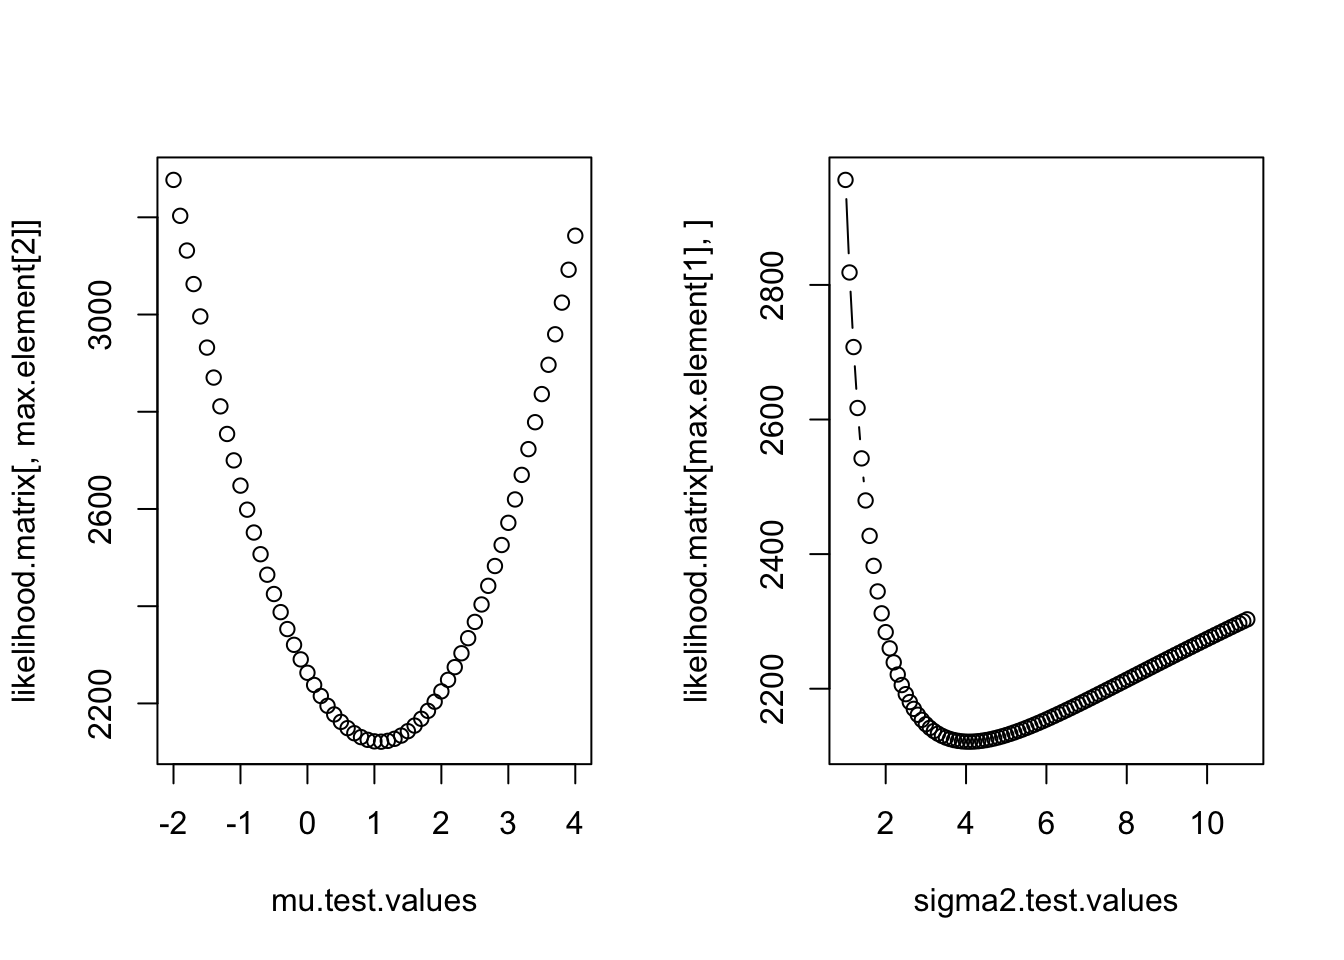 likelihood.matrix[, max.element[2]]
3000
2600
2200
-2 -1 0 1 2 3 4
mu.test.values
likelihood.matrix[max.element[1], ]
2800
2600
2400
2200
2 4 6 8 10
sigma2.test.values